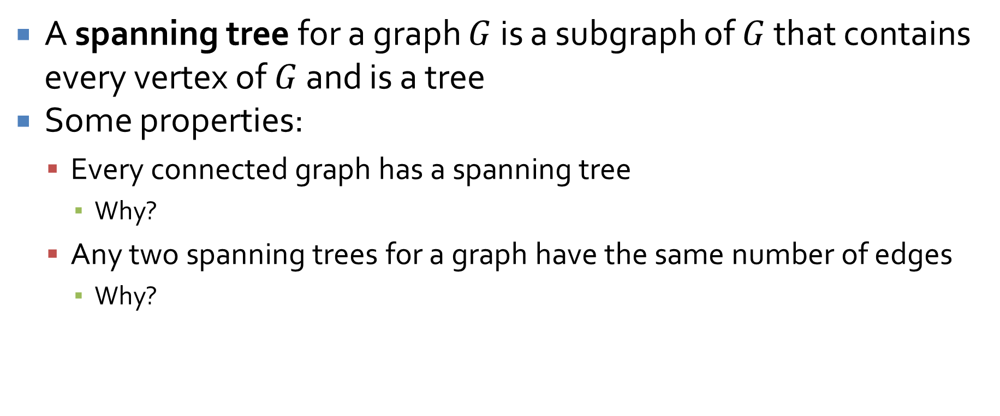 A spanning tree for a graph G is a subgraph of G that contains
every vertex of G and is a tree
Some properties:
Every connected graph has a spanning tree
Why?
Any two spanning trees for a graph have the same number of edges
Why?